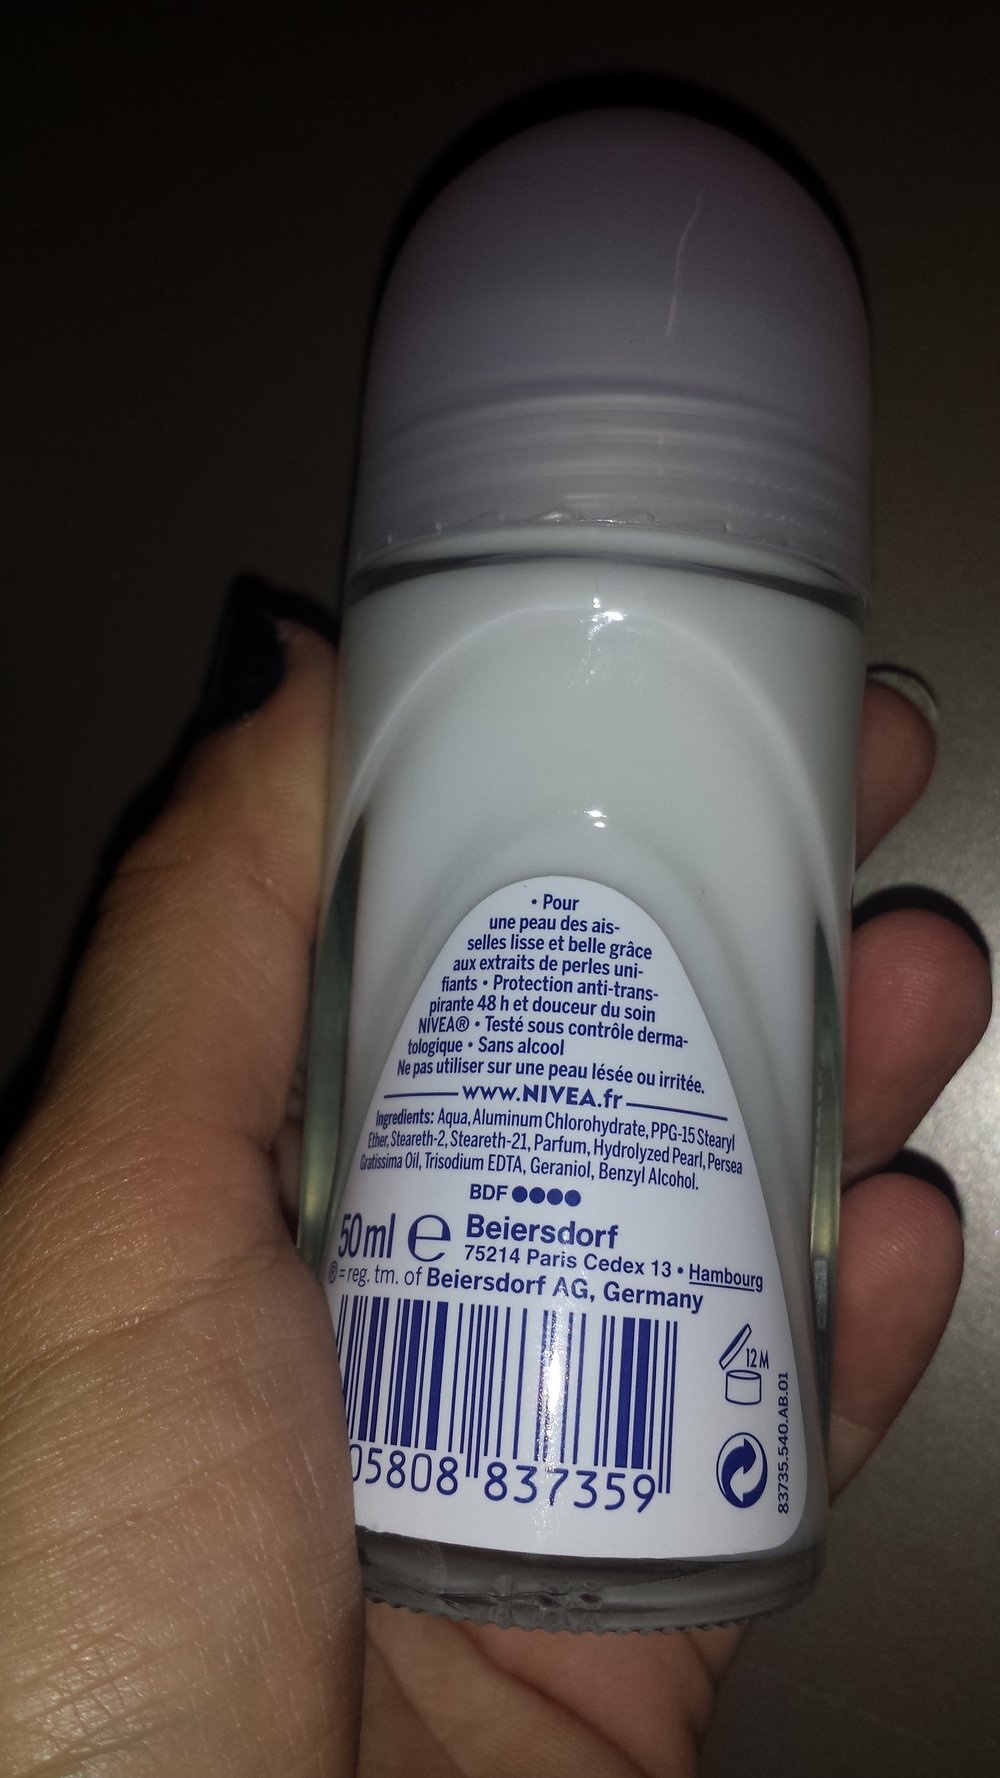 • Pour
une peau des ais-
selles lisse et belle grâce
aux extraits de perles uni-
fiants • Protection anti-trans-
pirante 48 h et douceur du soin
NIVEA® • Testé sous contrôle derma-
tologique • Sans alcool
Ne pas utiliser sur une peau lésée ou irritée.
www.NIVEA.fr
Ingredients: Aqua, Aluminum Chlorohydrate, PPG-15 Stearyl
Ether, Steareth-2, Steareth-21, Parfum, Hydrolyzed Pearl, Persea
Gratissima Oil, Trisodium EDTA, Geraniol, Benzyl Alcohol.
BDF ●●●●
50 ml e Beiersdorf
75214 Paris Cedex 13 • Hambourg
® = reg. tm. of Beiersdorf AG, Germany
12 M
05808 837359
83735.540.AB.01